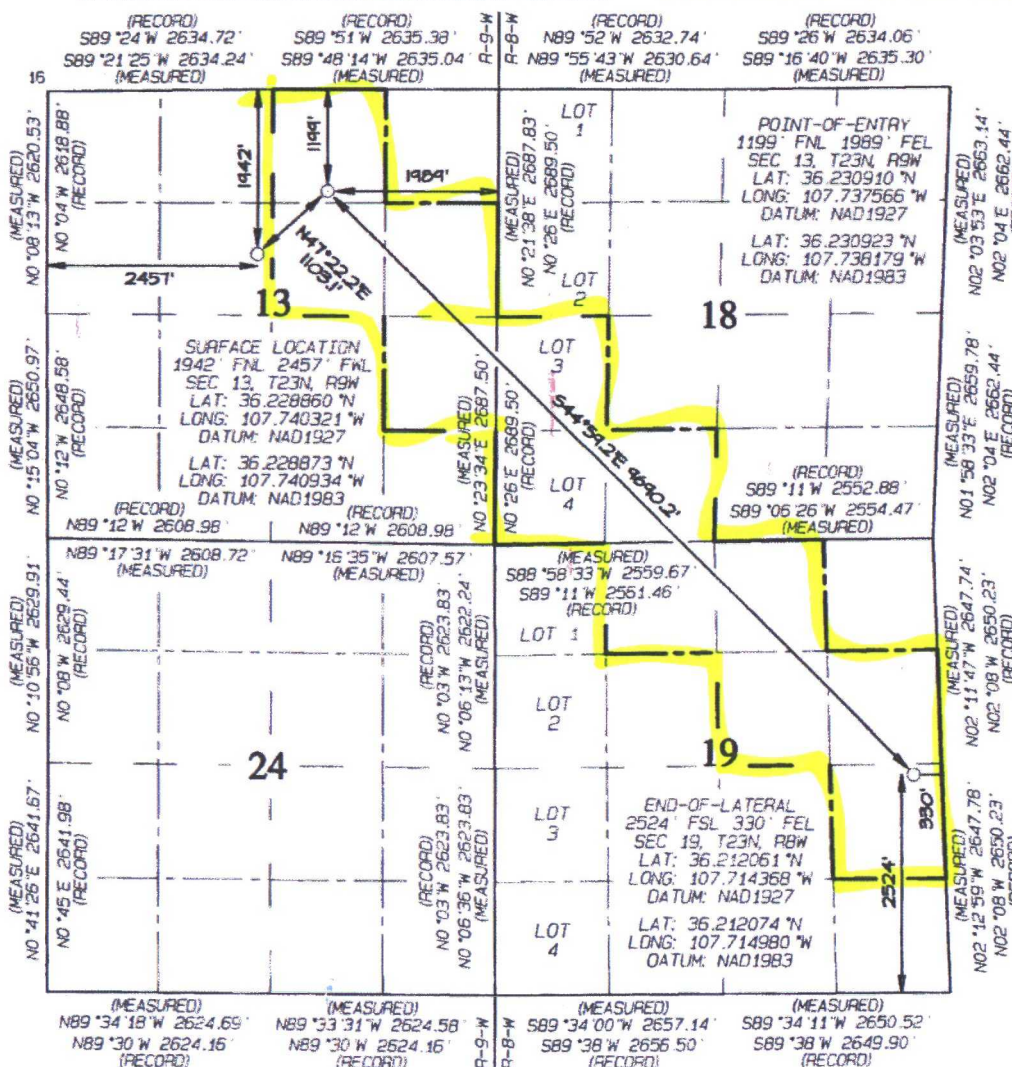 (RECORD)
S89°24'W 2634.72'
S89°21'25"W 2634.24'
(MEASURED)
(RECORD)
S89°51'W 2635.38'
S89°48'14"W 2635.04'
(MEASURED)
R-9-W
R-8-W
(RECORD)
N89°52'W 2632.74'
N89°55'43"W 2630.64'
(MEASURED)
(RECORD)
S89°26'W 2634.06'
S89°16'40"W 2635.30'
(MEASURED)
16
(MEASURED)
N0°08'13"W 2620.53'
N0°04'W 2618.88'
(RECORD)
1942'
1199'
1989'
N0°21'38"E 2687.83'
(MEASURED)
N0°26'E 2689.50'
(RECORD)
LOT
1
POINT-OF-ENTRY
1199' FNL 1989' FEL
SEC 13, T23N, R9W
LAT: 36.230910°N
LONG: 107.737566°W
DATUM: NAD1927
LAT: 36.230923°N
LONG: 107.738179°W
DATUM: NAD1983
(MEASURED)
N02°03'53"E 2663.14'
N02°04'E 2662.44'
N47°22.2'E
1103.1'
2457'
13
LOT
2
18
SURFACE LOCATION
1942' FNL 2457' FWL
SEC 13, T23N, R9W
LAT: 36.228860°N
LONG: 107.740321°W
DATUM: NAD1927
LAT: 36.228873°N
LONG: 107.740934°W
DATUM: NAD1983
(MEASURED)
N0°15'04"W 2650.97'
N0°12'W 2648.58'
(RECORD)
(MEASURED)
N0°23'34"E 2687.50'
N0°26'E 2689.50'
(RECORD)
LOT
3
LOT
4
S44°59.2'E 9690.2'
(MEASURED)
N01°58'33"E 2659.78'
N02°04'E 2662.44'
(RECORD)
(RECORD)
S89°11'W 2552.88'
S89°06'26"W 2554.47'
(MEASURED)
(RECORD)
N89°12'W 2608.98'
(RECORD)
N89°12'W 2608.98'
N89°17'31"W 2608.72'
(MEASURED)
N89°16'35"W 2607.57'
(MEASURED)
(MEASURED)
S88°58'33"W 2559.67'
S89°11'W 2561.46'
(RECORD)
(MEASURED)
N0°10'56"W 2629.91'
N0°08'W 2629.44'
(RECORD)
(RECORD)
N0°03'W 2623.83'
N0°06'13"W 2622.24'
(MEASURED)
LOT 1
LOT
2
(MEASURED)
N02°11'47"W 2647.74'
N02°08'W 2650.23'
(RECORD)
24
19
330'
2524'
(MEASURED)
N0°41'26"E 2641.67'
N0°45'E 2641.98'
(RECORD)
(RECORD)
N0°03'W 2623.83'
N0°06'36"W 2623.83'
(MEASURED)
LOT
3
LOT
4
END-OF-LATERAL
2524' FSL 330' FEL
SEC 19, T23N, R8W
LAT: 36.212061°N
LONG: 107.714368°W
DATUM: NAD1927
LAT: 36.212074°N
LONG: 107.714980°W
DATUM: NAD1983
(MEASURED)
N02°12'59"W 2647.78'
N02°08'W 2650.23'
(RECORD)
(MEASURED)
N89°34'18"W 2624.69'
N89°30'W 2624.16'
(RECORD)
(MEASURED)
N89°33'31"W 2624.58'
N89°30'W 2624.16'
(RECORD)
R-9-W
R-8-W
(MEASURED)
S89°34'00"W 2657.14'
S89°38'W 2656.50'
(RECORD)
(MEASURED)
S89°34'11"W 2650.52'
S89°38'W 2649.90'
(RECORD)